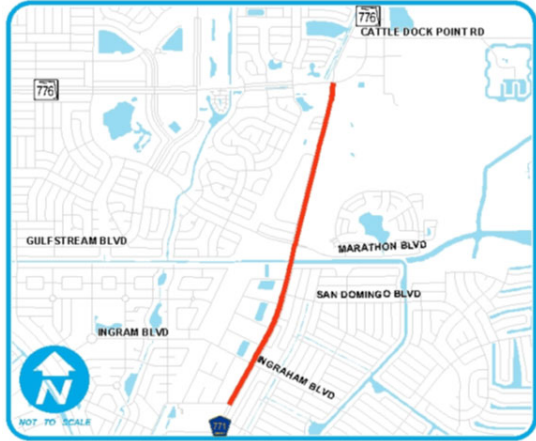 776
CATTLE DOCK POINT RD
776
GULFSTREAM BLVD
MARATHON BLVD
SAN DOMINGO BLVD
INGRAM BLVD
INGRAHAM BLVD
N
NOT TO SCALE
771